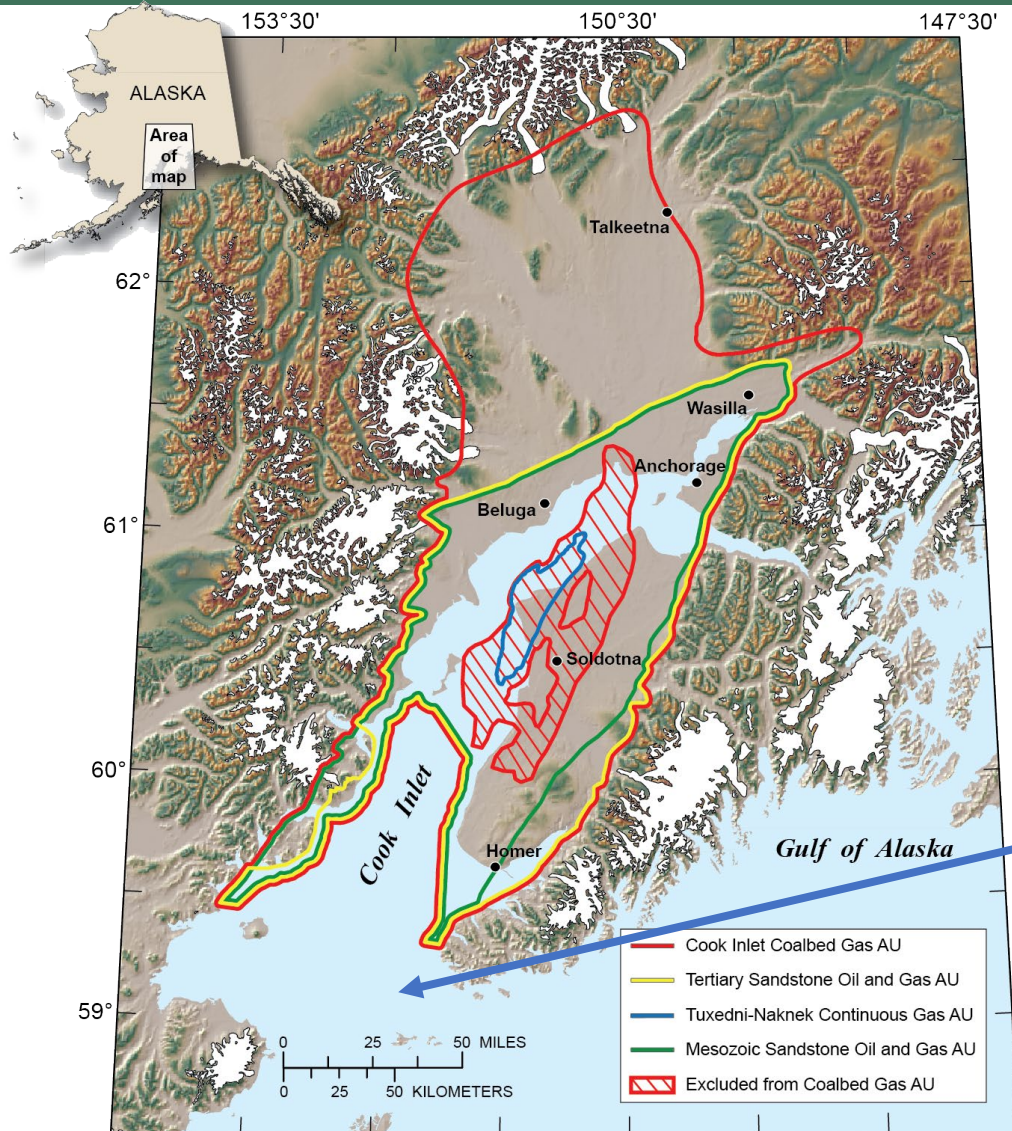 153°30'
150°30'
147°30'
ALASKA
Area
of
map
Talkeetna
62°
Wasilla
Anchorage
Beluga
61°
Soldotna
60°
Cook Inlet
Homer
Gulf of Alaska
59°
0 25 50 MILES
0 25 50 KILOMETERS
Cook Inlet Coalbed Gas AU
Tertiary Sandstone Oil and Gas AU
Tuxedni-Naknek Continuous Gas AU
Mesozoic Sandstone Oil and Gas AU
Excluded from Coalbed Gas AU